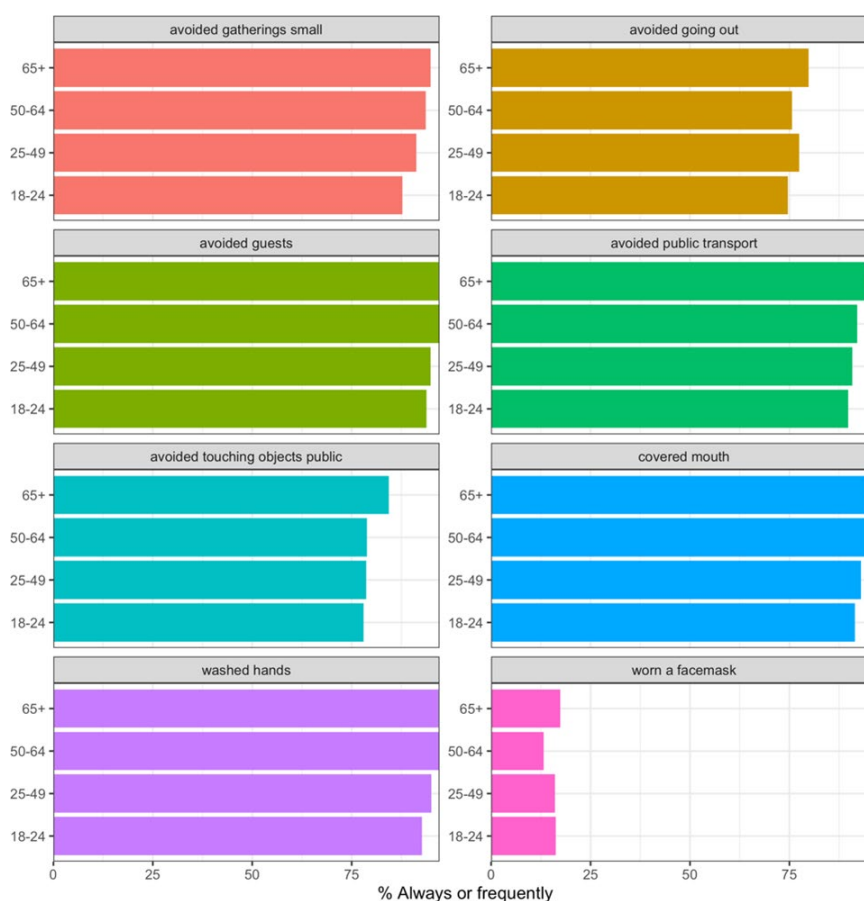 avoided gatherings small
65+
50-64
25-49
18-24
avoided going out
65+
50-64
25-49
18-24
avoided guests
65+
50-64
25-49
18-24
avoided public transport
65+
50-64
25-49
18-24
avoided touching objects public
65+
50-64
25-49
18-24
covered mouth
65+
50-64
25-49
18-24
washed hands
65+
50-64
25-49
18-24
0 25 50 75
worn a facemask
65+
50-64
25-49
18-24
0 25 50 75
% Always or frequently